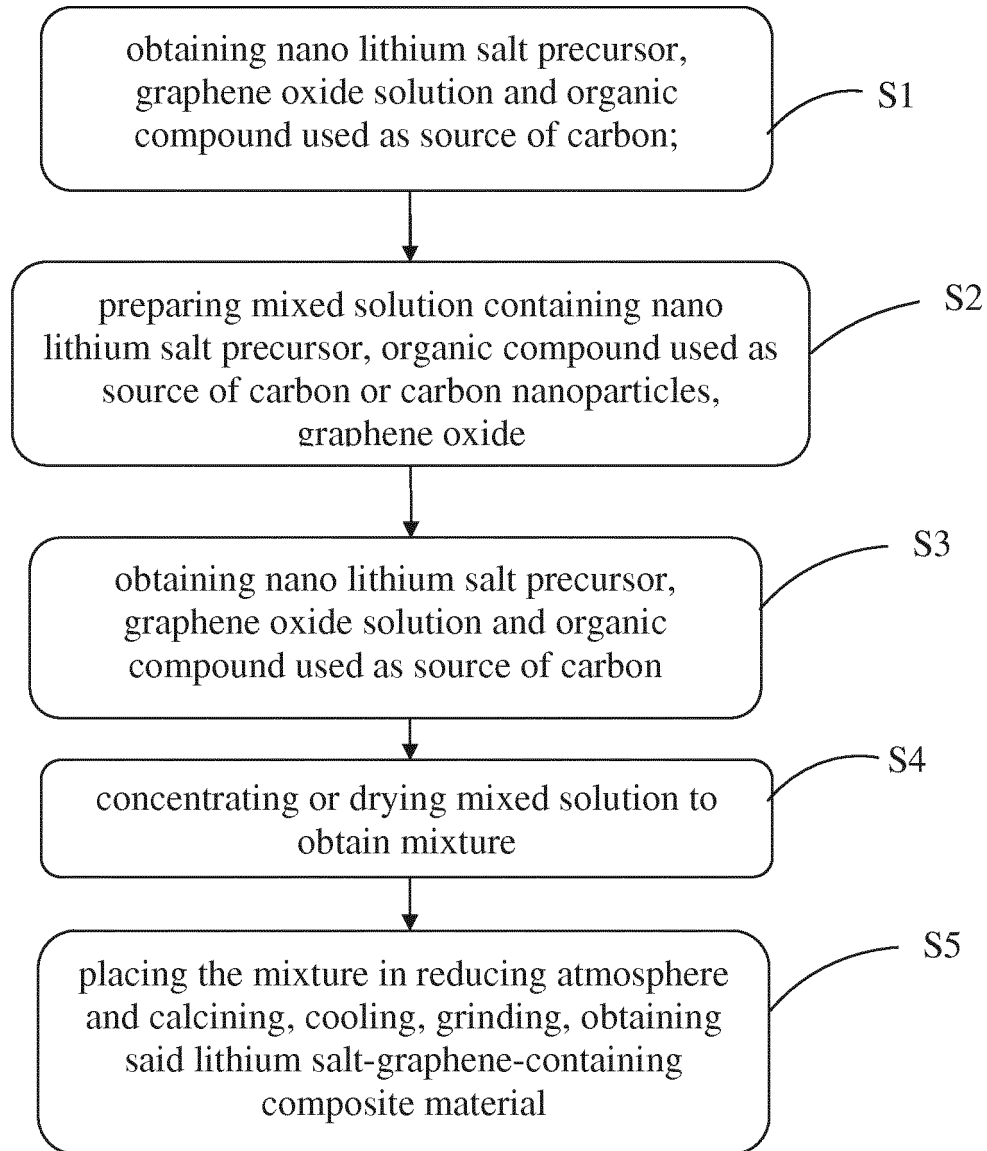 obtaining nano lithium salt precursor,
graphene oxide solution and organic
compound used as source of carbon;
S1
preparing mixed solution containing nano
lithium salt precursor, organic compound used as
source of carbon or carbon nanoparticles,
graphene oxide
S2
obtaining nano lithium salt precursor,
graphene oxide solution and organic
compound used as source of carbon
S3
concentrating or drying mixed solution to
obtain mixture
S4
placing the mixture in reducing atmosphere
and calcining, cooling, grinding, obtaining
said lithium salt-graphene-containing
composite material
S5